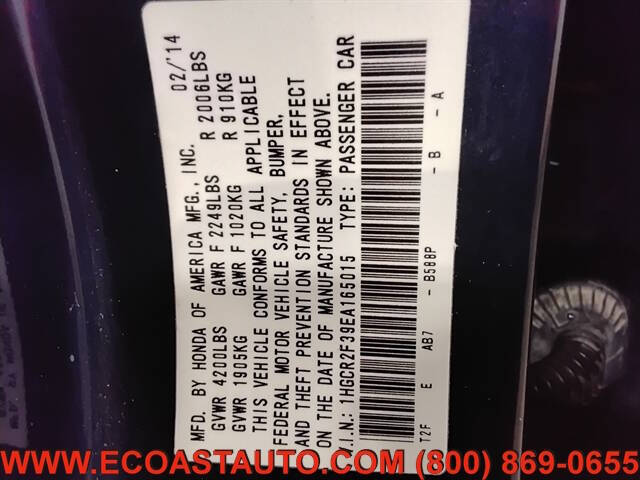 MFD. BY HONDA OF AMERICA MFG., INC. 02/'14
GVWR 4200LBS GAWR F 2249LBS R 2006LBS
GVWR 1905KG GAWR F 1020KG R 910KG
THIS VEHICLE CONFORMS TO ALL APPLICABLE
FEDERAL MOTOR VEHICLE SAFETY, BUMPER,
AND THEFT PREVENTION STANDARDS IN EFFECT
ON THE DATE OF MANUFACTURE SHOWN ABOVE.
V.I.N.: 1HGCR2F39EA165015 TYPE: PASSENGER CAR
T2F E AB7 - B588P - B - A
WWW.ECOASTAUTO.COM (800) 869-0655